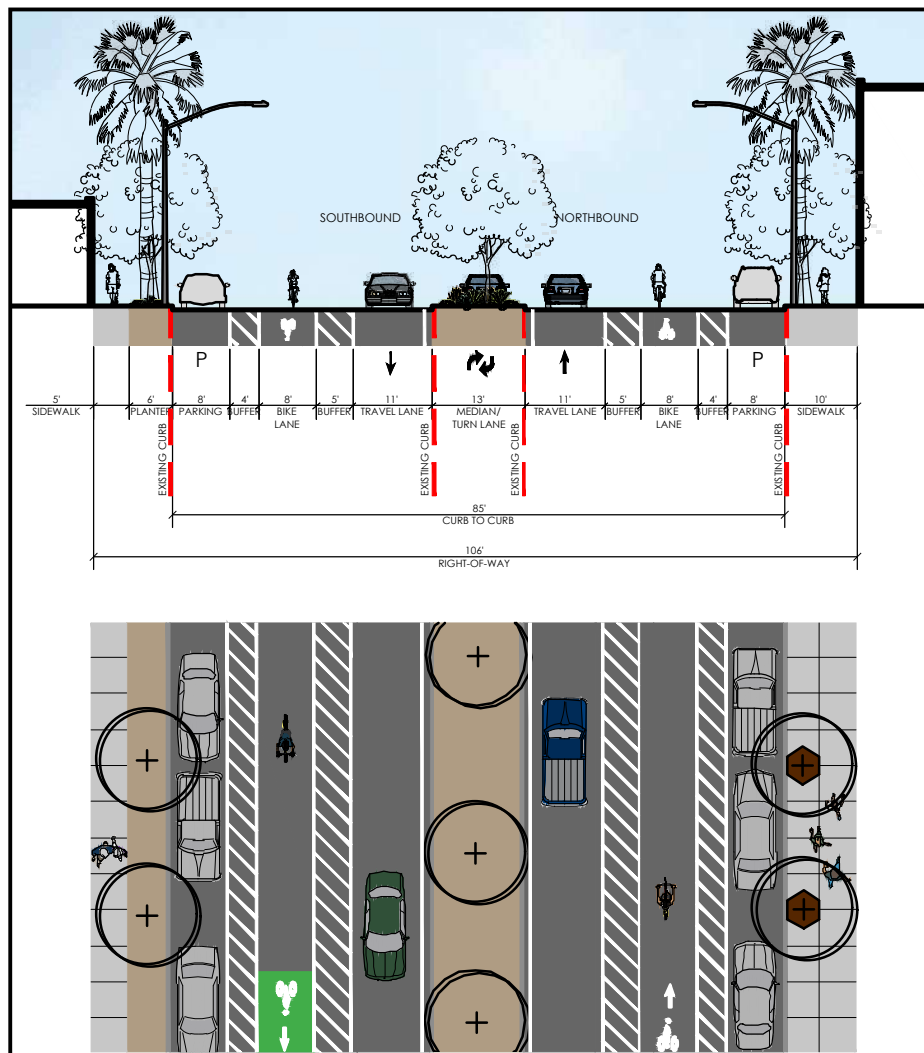 SOUTHBOUND
NORTHBOUND
P
P
5'
SIDEWALK
6'
PLANTER
8'
PARKING
4'
BUFFER
8'
BIKE
LANE
5'
BUFFER
11'
TRAVEL LANE
13'
MEDIAN/
TURN LANE
11'
TRAVEL LANE
5'
BUFFER
8'
BIKE
LANE
4'
BUFFER
8'
PARKING
10'
SIDEWALK
EXISTING CURB
EXISTING CURB
EXISTING CURB
EXISTING CURB
85'
CURB TO CURB
106'
RIGHT-OF-WAY